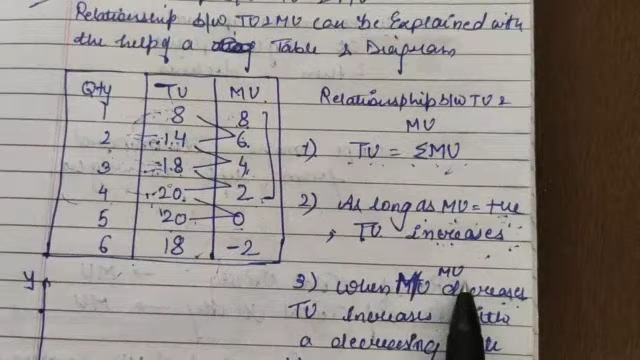 Relationship b/w TU & MU can be Explained with
the help of a Table & Diagram
Qty TU MU
1 8 8
2 14 6
3 18 4
4 20 2
5 20 0
6 18 -2
Relationship b/w TU &
MU
1) TU = ΣMU
2) As long as MU = +ve
, TU increases
y
3) When MU decreases
TU increases
a decreasing